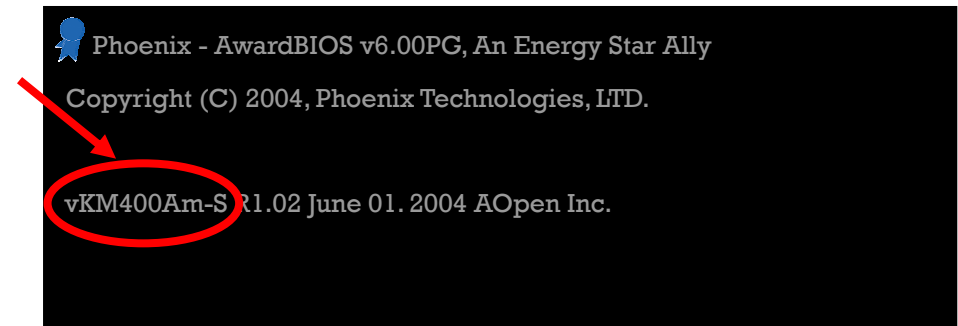 Phoenix - AwardBIOS v6.00PG, An Energy Star Ally
Copyright (C) 2004, Phoenix Technologies, LTD.
vKM400Am-S R1.02 June 01. 2004 AOpen Inc.